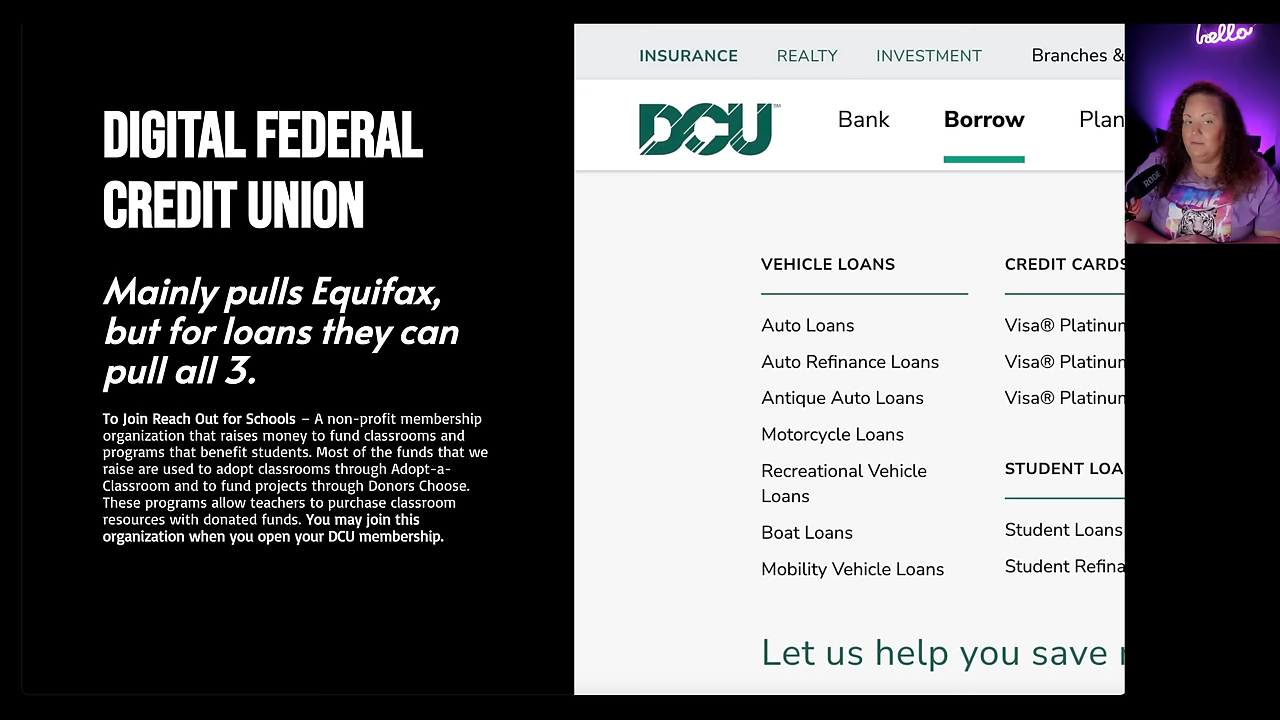 DIGITAL FEDERAL
CREDIT UNION
Mainly pulls Equifax,
but for loans they can
pull all 3.
To Join Reach Out for Schools – A non-profit membership
organization that raises money to fund classrooms and
programs that benefit students. Most of the funds that we
raise are used to adopt classrooms through Adopt-a-
Classroom and to fund projects through Donors Choose.
These programs allow teachers to purchase classroom
resources with donated funds. You may join this
organization when you open your DCU membership.
INSURANCE REALTY INVESTMENT Branches &
DCU SM Bank Borrow Plan
VEHICLE LOANS
Auto Loans
Auto Refinance Loans
Antique Auto Loans
Motorcycle Loans
Recreational Vehicle
Loans
Boat Loans
Mobility Vehicle Loans
CREDIT CARDS
Visa® Platinum
Visa® Platinum
Visa® Platinum
STUDENT LOA
Student Loans
Student Refina
Let us help you save
hello
RODE